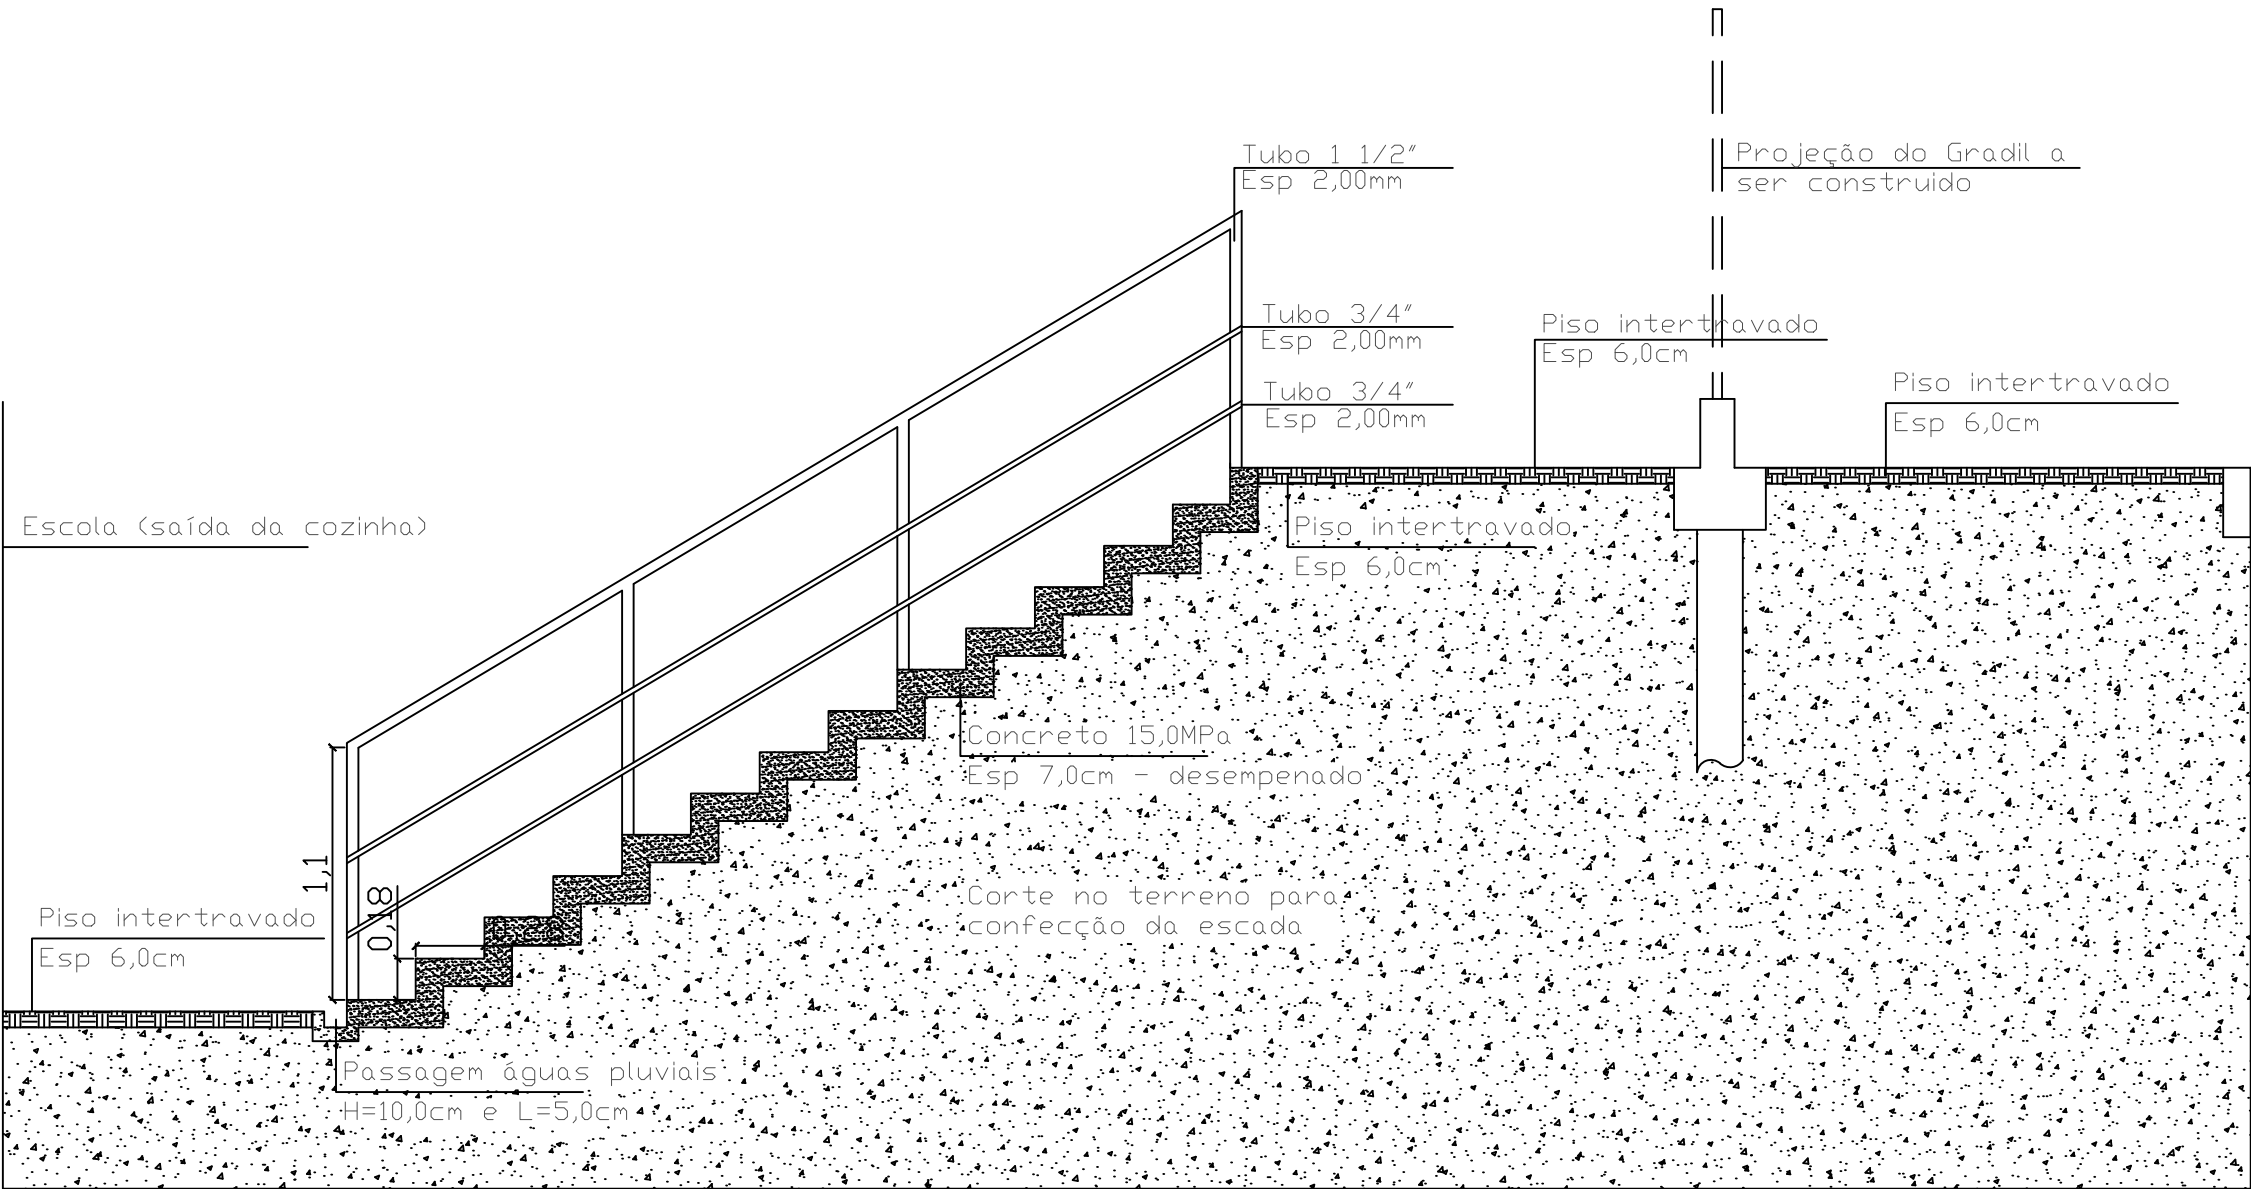 Tubo 1 1/2"
Esp 2,00mm
Projeção do Gradil a
ser construido
Tubo 3/4"
Esp 2,00mm
Piso intertravado
Esp 6,0cm
Tubo 3/4"
Esp 2,00mm
Piso intertravado
Esp 6,0cm
Escola (saída da cozinha)
Piso intertravado
Esp 6,0cm
Concreto 15,0MPa
Esp 7,0cm - desempenado
1,1
0,18
Corte no terreno para
confecção da escada
Piso intertravado
Esp 6,0cm
Passagem águas pluviais
H=10,0cm e L=5,0cm